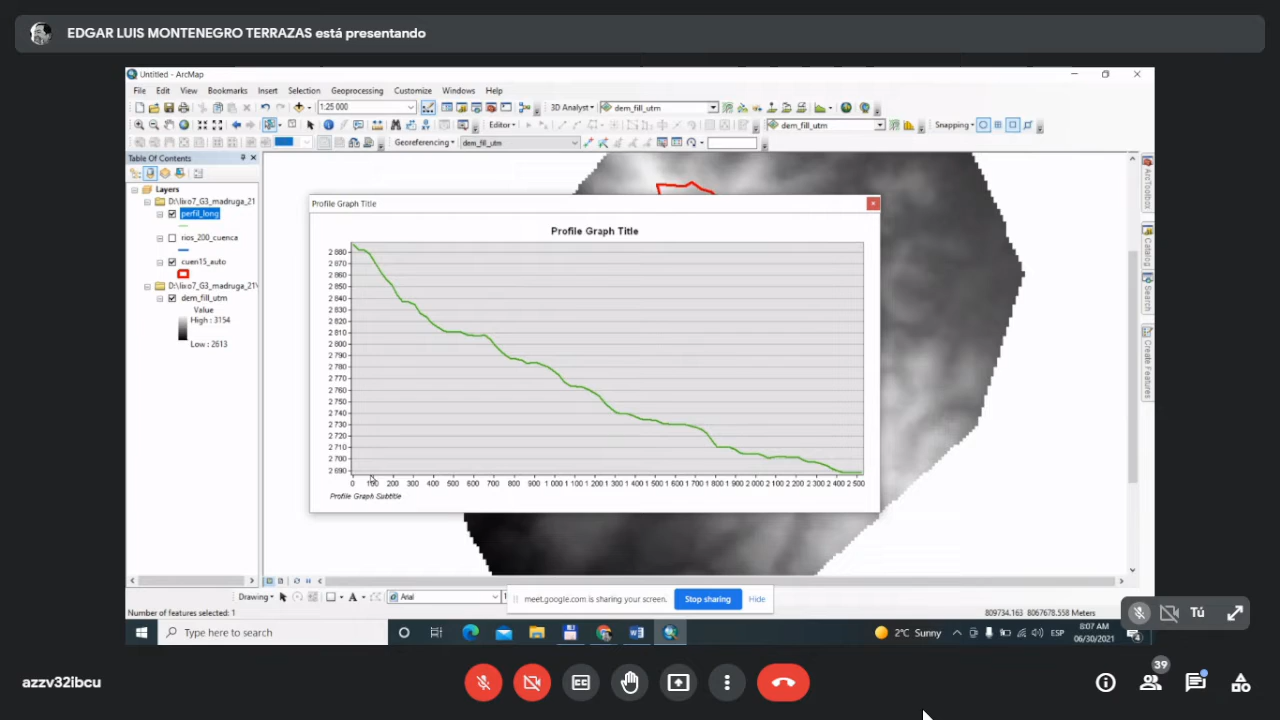 EDGAR LUIS MONTENEGRO TERRAZAS está presentando
Untitled - ArcMap
File Edit View Bookmarks Insert Selection Geoprocessing Customize Windows Help
1:25 000
3D Analyst
dem_fill_utm
Editor
dem_fill_utm
Snapping
Georeferencing
dem_fill_utm
Table Of Contents
Layers
D:\lixo7_G3_madruga_21
perfil_long
rios_200_cuenca
cuen15_auto
D:\lixo7_G3_madruga_21\
dem_fill_utm
Value
High : 3154
Low : 2613
Profile Graph Title
Profile Graph Title
2 880
2 870
2 860
2 850
2 840
2 830
2 820
2 810
2 800
2 790
2 780
2 770
2 760
2 750
2 740
2 730
2 720
2 710
2 700
2 690
0 100 200 300 400 500 600 700 800 900 1 000 1 100 1 200 1 300 1 400 1 500 1 600 1 700 1 800 1 900 2 000 2 100 2 200 2 300 2 400 2 500
Profile Graph Subtitle
ArcToolbox
Catalog
Search
Create Features
Drawing
A
Arial
meet.google.com is sharing your screen.
Stop sharing
Hide
Number of features selected: 1
809734.163 8067678.558 Meters
Tú
Type here to search
2°C Sunny
ESP
8:07 AM
06/30/2021
4
azzv32ibcu
39